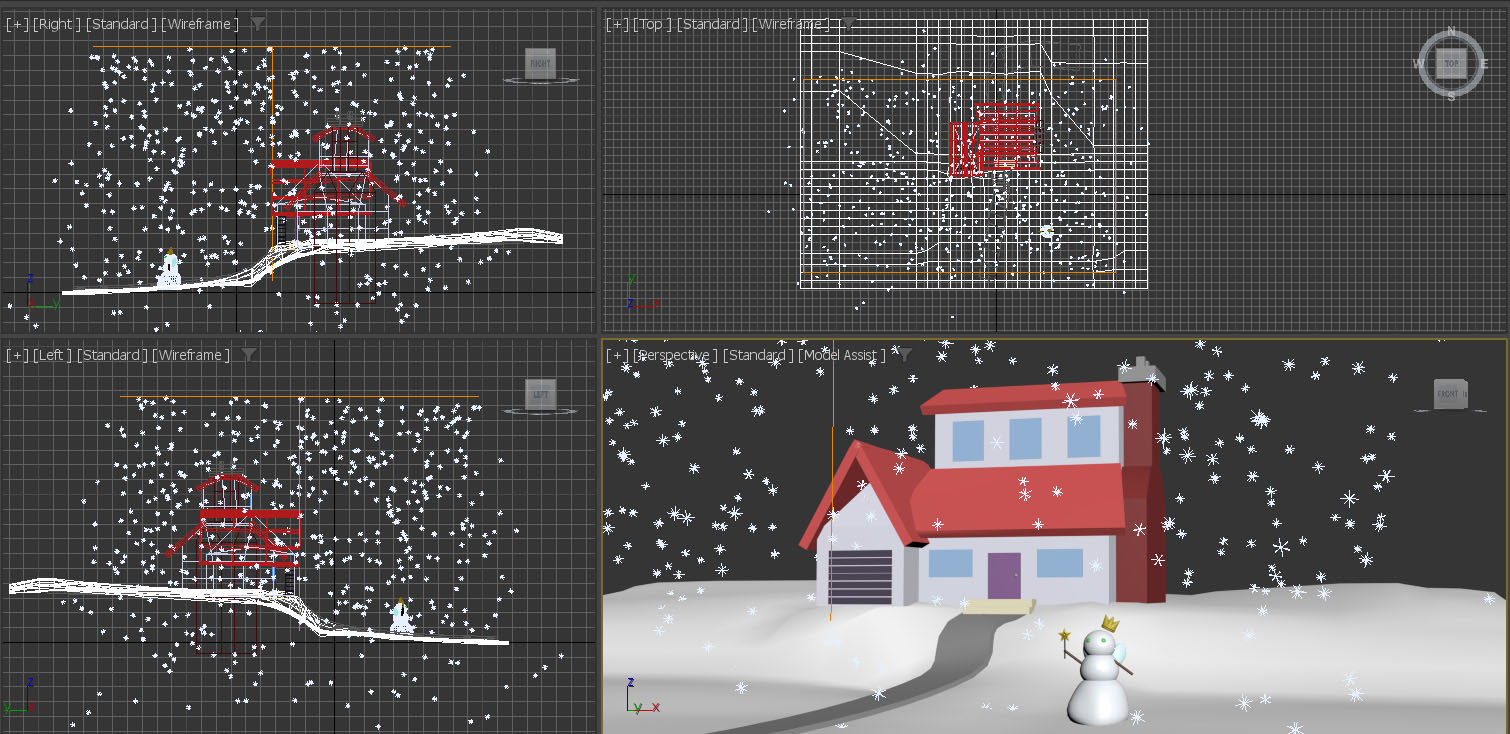 [+] [Right ] [Standard ] [Wireframe ]
RIGHT
z
x y
[+] [Top ] [Standard ] [Wireframe ]
N
W TOP E
S
y
z x
[+] [Left ] [Standard ] [Wireframe ]
LEFT
z
y x
[+] [Perspective ] [Standard ] [Model Assist ]
FRONT
z
y x